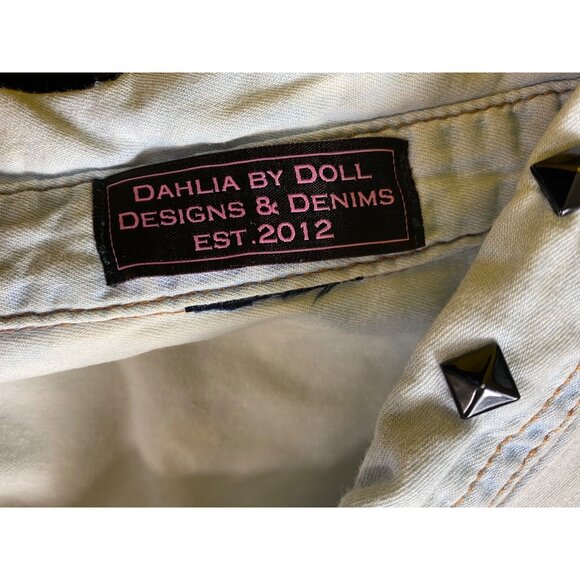 DAHLIA BY DOLL
DESIGNS & DENIMS
EST.2012